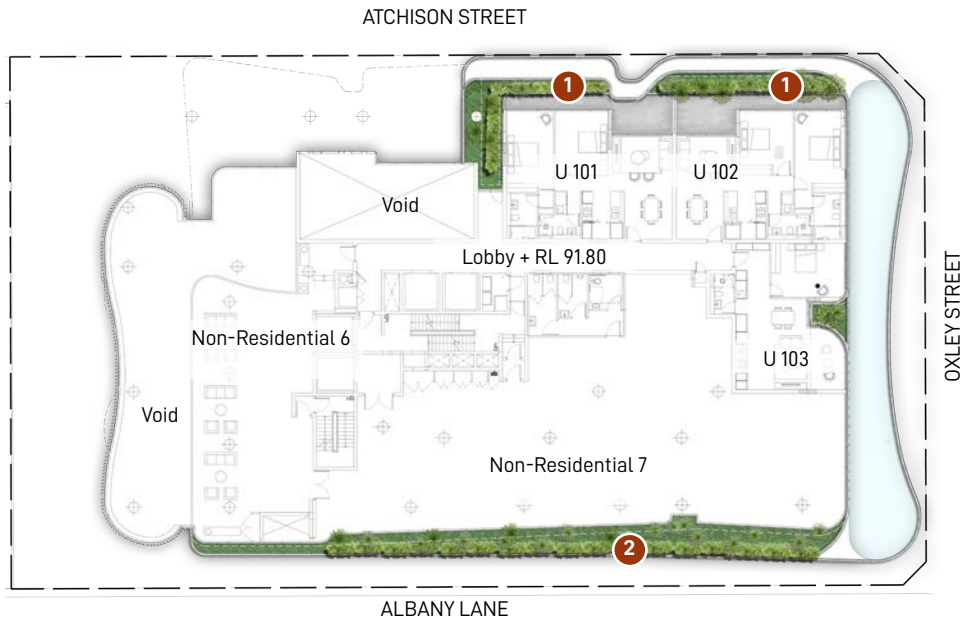 ATCHISON STREET
1
1
U 101
U 102
Void
Lobby + RL 91.80
OXLEY STREET
Non-Residential 6
U 103
Void
Non-Residential 7
2
ALBANY LANE